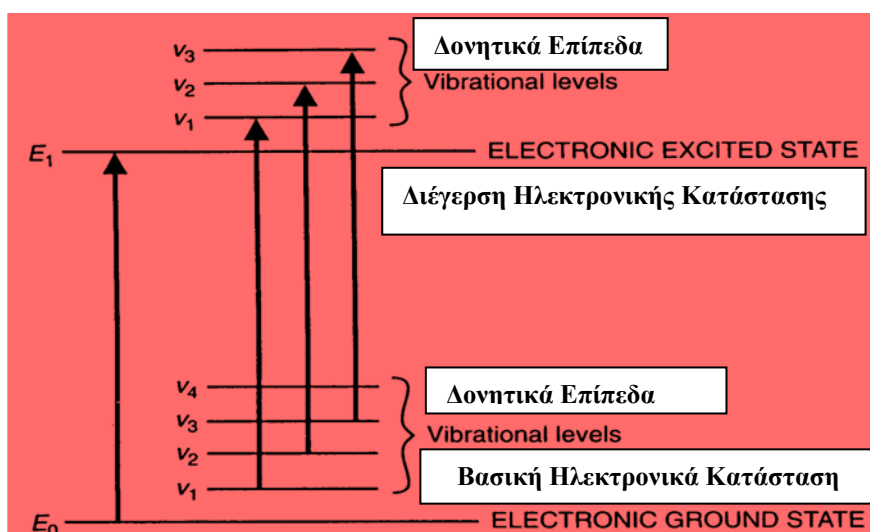 v3
Δονητικά Επίπεδα
v2
Vibrational levels
v1
E1
ELECTRONIC EXCITED STATE
Διέγερση Ηλεκτρονικής Κατάστασης
v4
Δονητικά Επίπεδα
v3
Vibrational levels
v2
Βασική Ηλεκτρονικά Κατάσταση
v1
E0
ELECTRONIC GROUND STATE